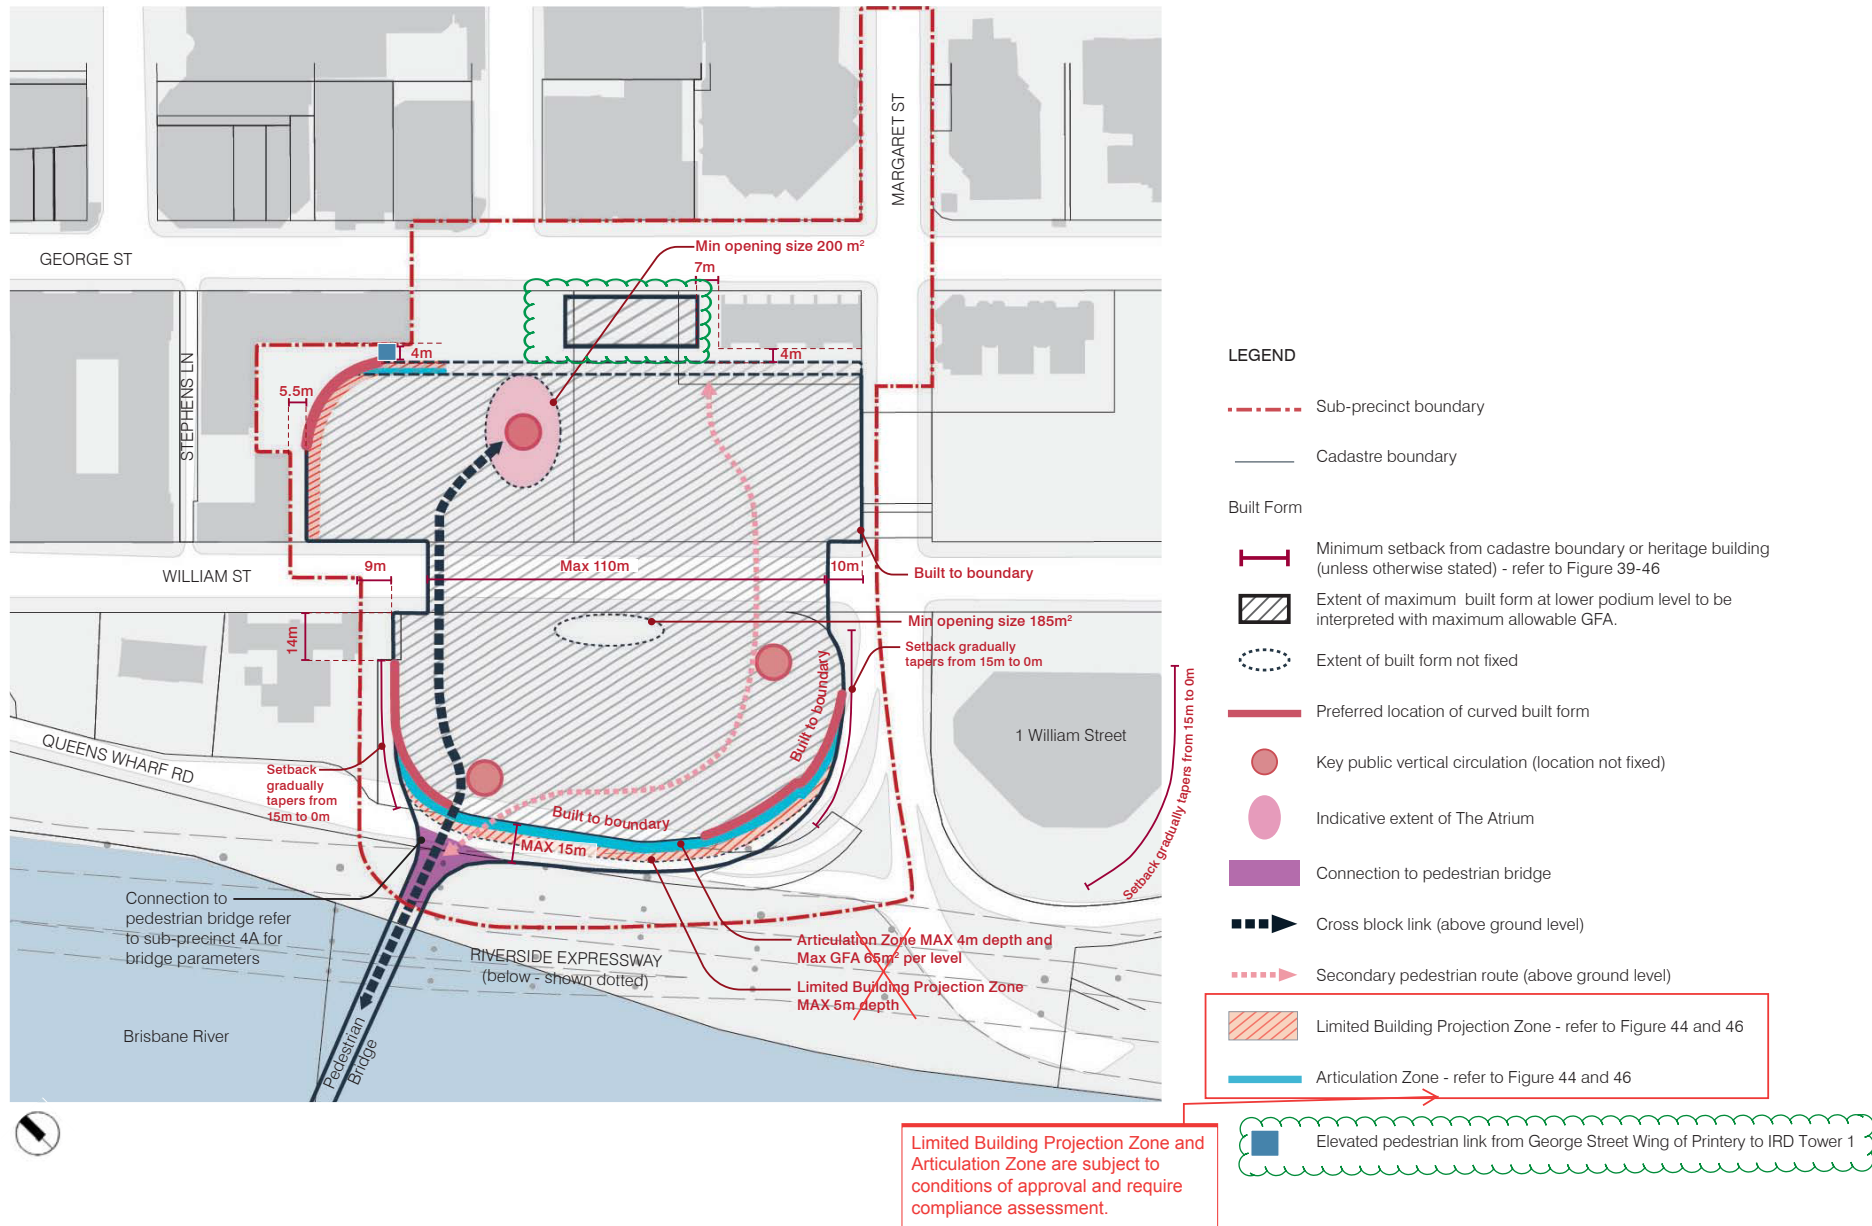 MARGARET ST
GEORGE ST
Min opening size 200 m²
7m
4m
4m
STEPHENS LN
5.5m
WILLIAM ST
9m
Max 110m
10m
Built to boundary
14m
Min opening size 185m²
Setback gradually
tapers from 15m to 0m
Built to boundary
Setback gradually tapers from 15m to 0m
1 William Street
QUEENS WHARF RD
Setback
gradually
tapers from
15m to 0m
Built to boundary
MAX 15m
Connection to
pedestrian bridge refer
to sub-precinct 4A for
bridge parameters
RIVERSIDE EXPRESSWAY
(below - shown dotted)
Articulation Zone MAX 4m depth and
Max GFA 65m² per level
Limited Building Projection Zone
MAX 5m depth
Brisbane River
Pedestrian
Bridge
LEGEND
Sub-precinct boundary
Cadastre boundary
Built Form
Minimum setback from cadastre boundary or heritage building
(unless otherwise stated) - refer to Figure 39-46
Extent of maximum built form at lower podium level to be
interpreted with maximum allowable GFA.
Extent of built form not fixed
Preferred location of curved built form
Key public vertical circulation (location not fixed)
Indicative extent of The Atrium
Connection to pedestrian bridge
Cross block link (above ground level)
Secondary pedestrian route (above ground level)
Limited Building Projection Zone - refer to Figure 44 and 46
Articulation Zone - refer to Figure 44 and 46
Elevated pedestrian link from George Street Wing of Printery to IRD Tower 1
Limited Building Projection Zone and
Articulation Zone are subject to
conditions of approval and require
compliance assessment.